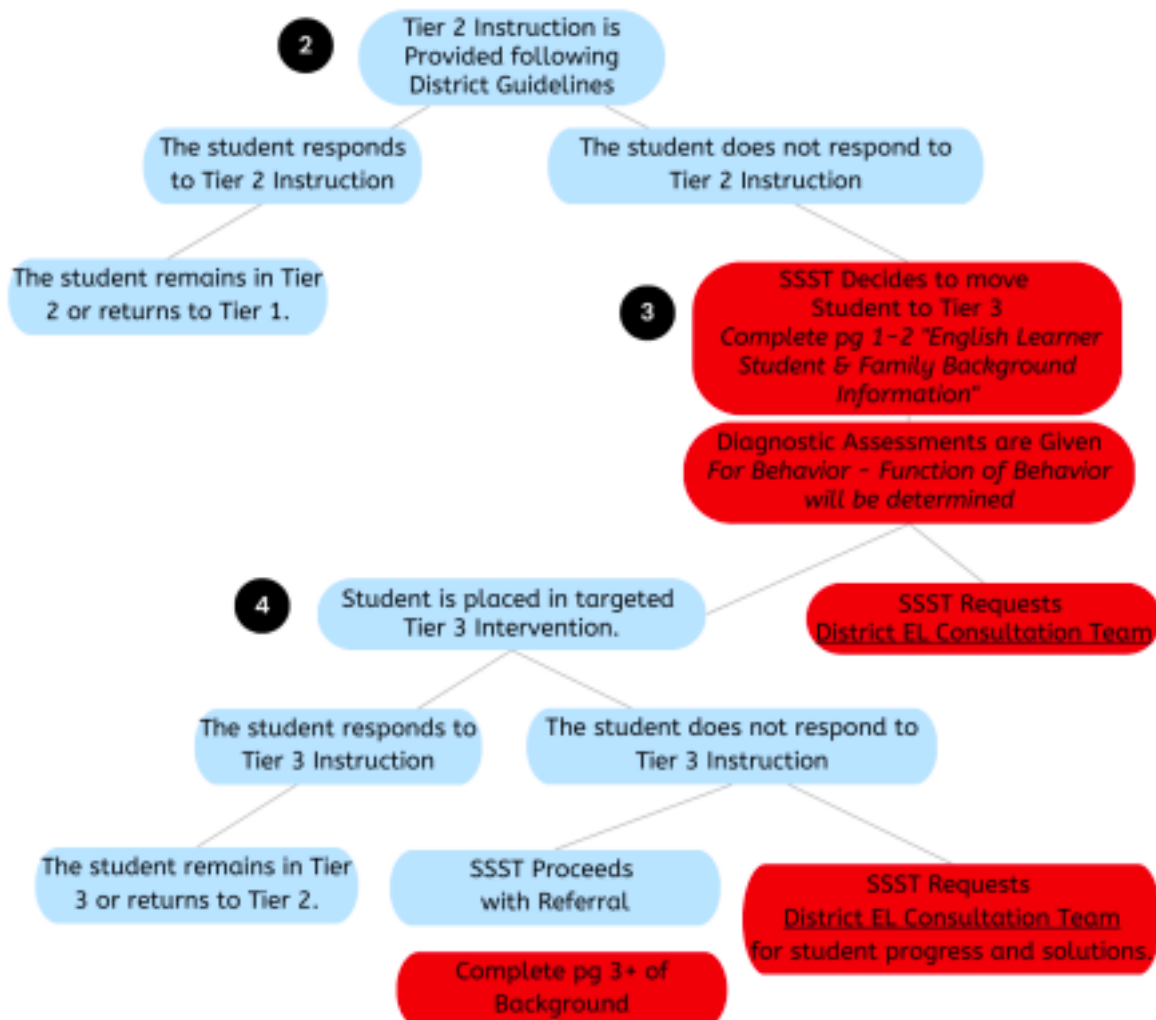 2
Tier 2 Instruction is
Provided following
District Guidelines
The student responds
to Tier 2 Instruction
The student does not respond to
Tier 2 Instruction
The student remains in Tier
2 or returns to Tier 1.
3
SSST Decides to move
Student to Tier 3
Complete pg 1-2 "English Learner
Student & Family Background
Information"
Diagnostic Assessments are Given
For Behavior - Function of Behavior
will be determined
4
Student is placed in targeted
Tier 3 Intervention.
SSST Requests
District EL Consultation Team
The student responds to
Tier 3 Instruction
The student does not respond to
Tier 3 Instruction
The student remains in Tier
3 or returns to Tier 2.
SSST Proceeds
with Referral
SSST Requests
District EL Consultation Team
for student progress and solutions.
Complete pg 3+ of
Background